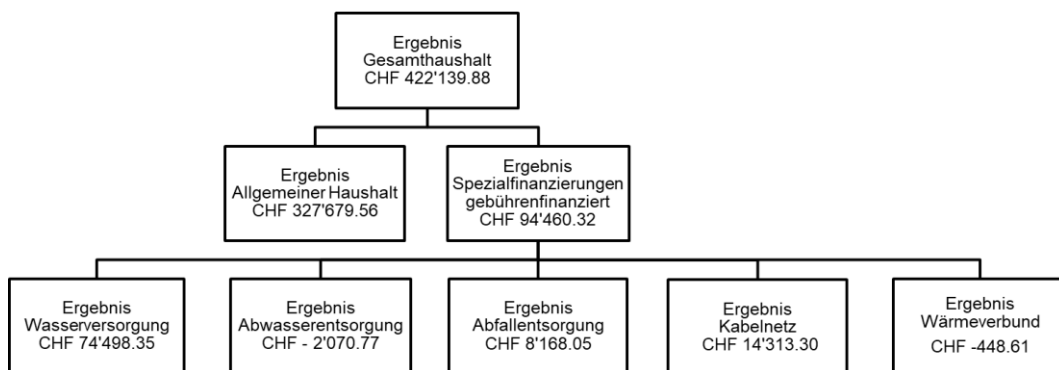 Ergebnis
Gesamthaushalt
CHF 422'139.88
Ergebnis
Allgemeiner Haushalt
CHF 327'679.56
Ergebnis
Spezialfinanzierungen
gebührenfinanziert
CHF 94'460.32
Ergebnis
Wasserversorgung
CHF 74'498.35
Ergebnis
Abwasserentsorgung
CHF - 2'070.77
Ergebnis
Abfallentsorgung
CHF 8'168.05
Ergebnis
Kabelnetz
CHF 14'313.30
Ergebnis
Wärmeverbund
CHF -448.61